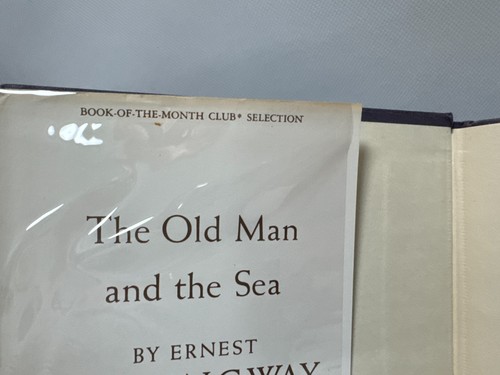 BOOK-OF-THE-MONTH CLUB® SELECTION
The Old Man
and the Sea
BY ERNEST